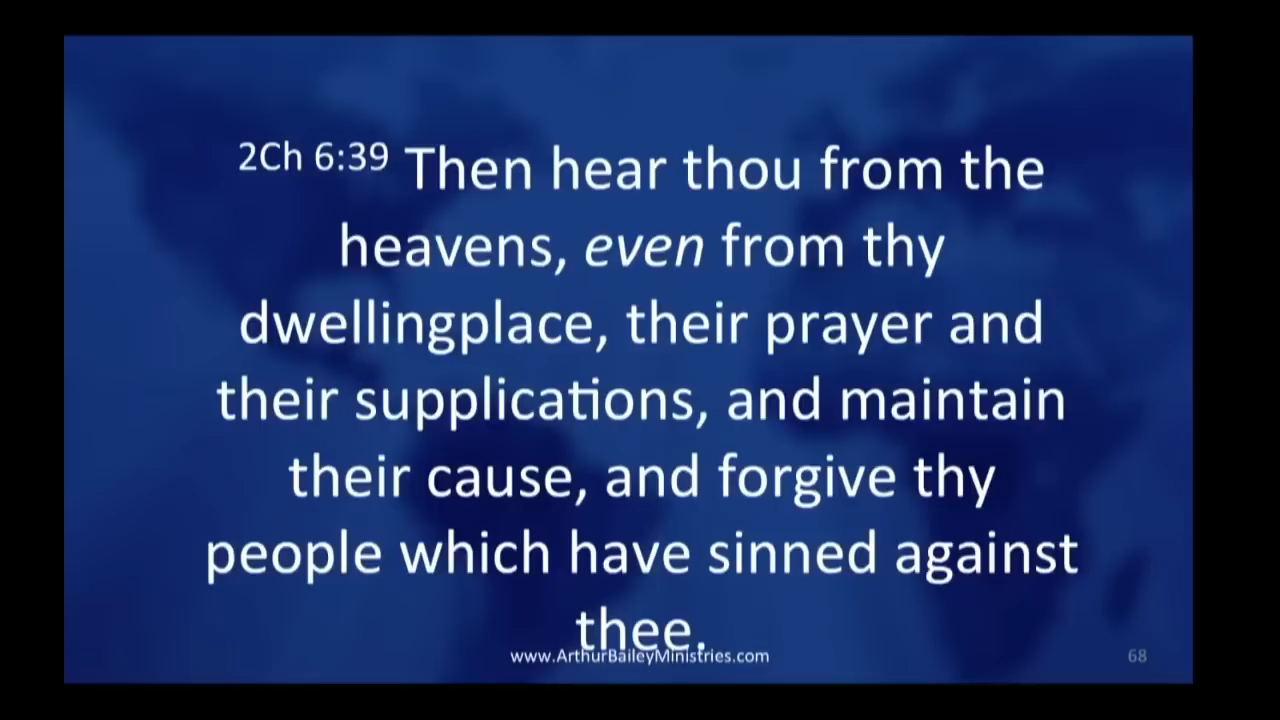 2Ch 6:39 Then hear thou from the
heavens, even from thy
dwellingplace, their prayer and
their supplications, and maintain
their cause, and forgive thy
people which have sinned against
thee.
www.ArthurBaileyMinistries.com
68